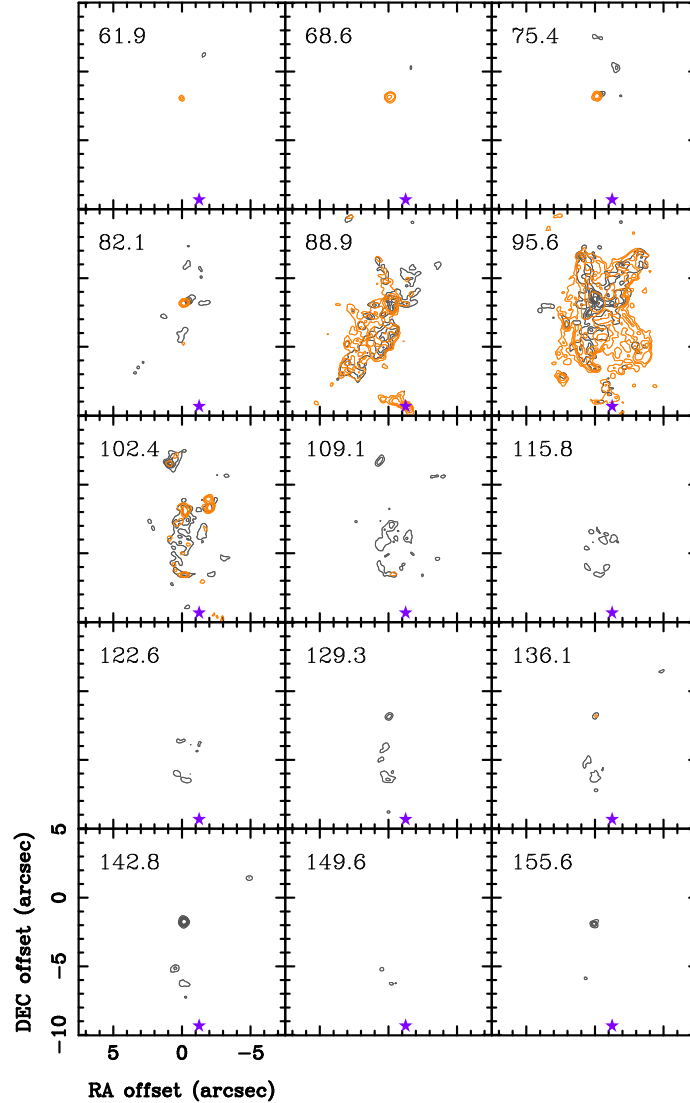 61.9 68.6 75.4
82.1 88.9 95.6
102.4 109.1 115.8
122.6 129.3 136.1
142.8 149.6 155.6
5
0
−5
−10
DEC offset (arcsec)
5 0 −5
RA offset (arcsec)